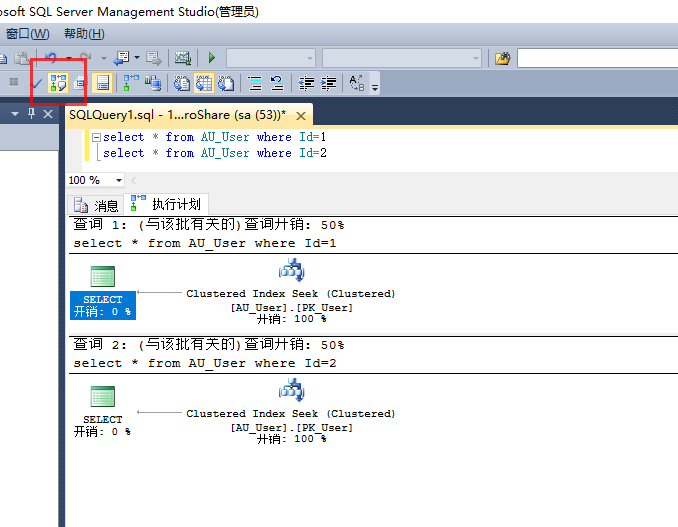 osoft SQL Server Management Studio(管理员)
窗口(W) 帮助(H)
SQLQuery1.sql - 1...roShare (sa (53))*
select * from AU_User where Id=1
select * from AU_User where Id=2
100 %
消息 执行计划
查询 1: (与该批有关的)查询开销: 50%
select * from AU_User where Id=1
SELECT
开销: 0 %
Clustered Index Seek (Clustered)
[AU_User].[PK_User]
开销: 100 %
查询 2: (与该批有关的)查询开销: 50%
select * from AU_User where Id=2
SELECT
开销: 0 %
Clustered Index Seek (Clustered)
[AU_User].[PK_User]
开销: 100 %